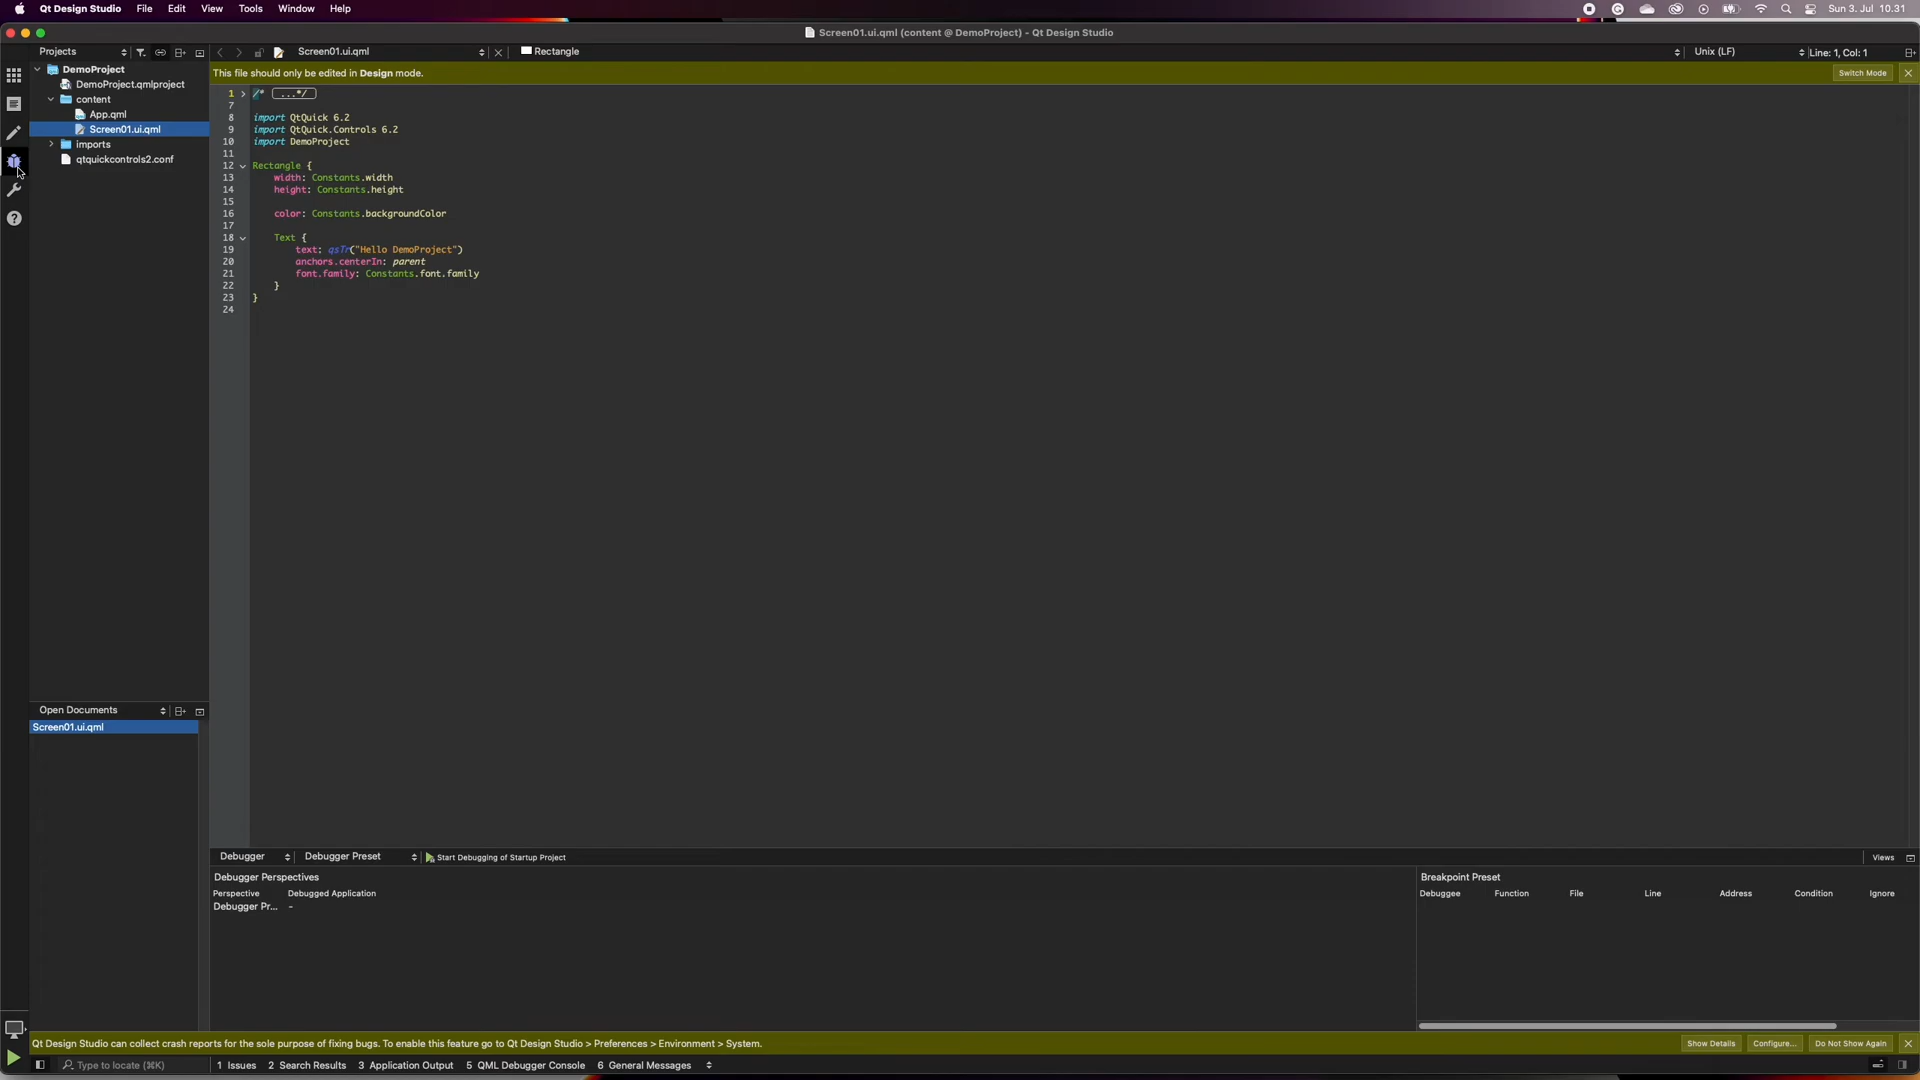 Qt Design Studio File Edit View Tools Window Help Sun 3. Jul 10.31
Screen01.ui.qml (content @ DemoProject) - Qt Design Studio
Projects Screen01.ui.qml Rectangle Unix (LF) Line: 1, Col: 1
This file should only be edited in Design mode. Switch Mode
DemoProject
DemoProject.qmlproject
content
App.qml
Screen01.ui.qml
imports
qtquickcontrols2.conf
1 /* ...*/
7
8 import QtQuick 6.2
9 import QtQuick.Controls 6.2
10 import DemoProject
11
12 Rectangle {
13 width: Constants.width
14 height: Constants.height
15
16 color: Constants.backgroundColor
17
18 Text {
19 text: qsTr("Hello DemoProject")
20 anchors.centerIn: parent
21 font.family: Constants.font.family
22 }
23 }
24
Open Documents
Screen01.ui.qml
Debugger Debugger Preset Start Debugging of Startup Project Views
Debugger Perspectives
Perspective Debugged Application
Debugger Pr... -
Breakpoint Preset
Debuggee Function File Line Address Condition Ignore
Qt Design Studio can collect crash reports for the sole purpose of fixing bugs. To enable this feature go to Qt Design Studio > Preferences > Environment > System. Show Details Configure... Do Not Show Again
Type to locate (⌘K) 1 Issues 2 Search Results 3 Application Output 5 QML Debugger Console 6 General Messages